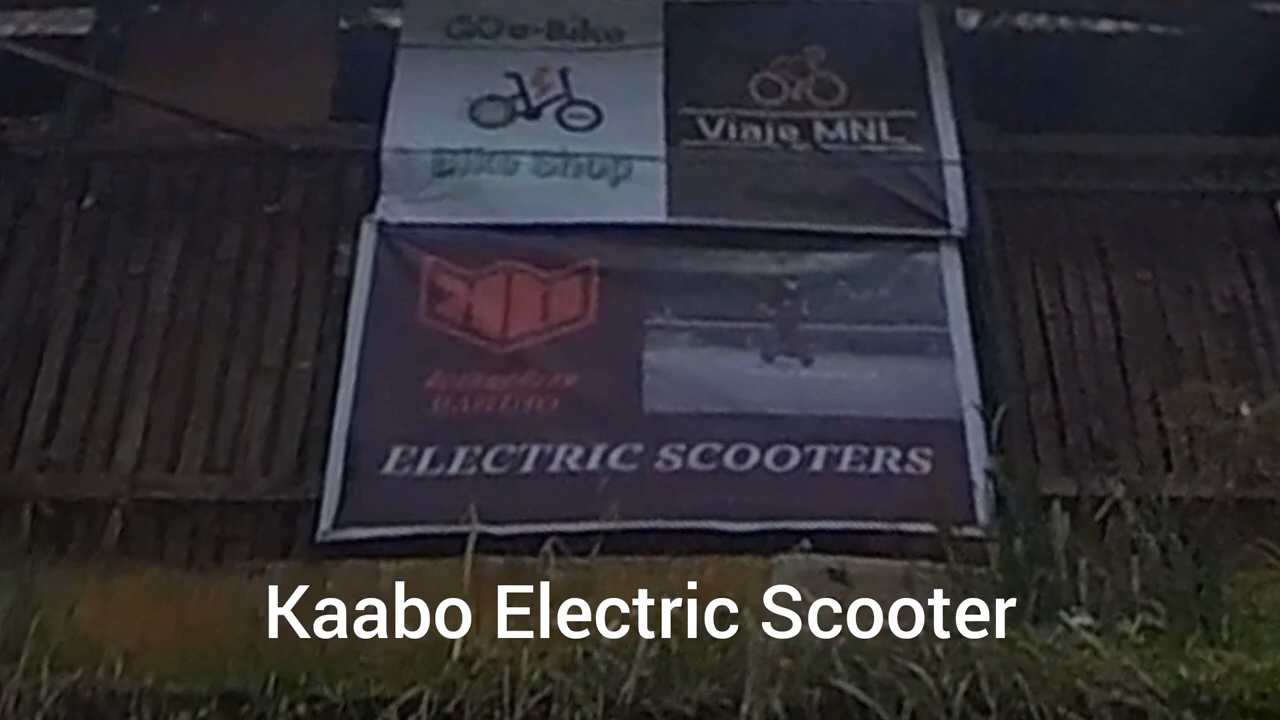 GO e-Bike
Bike Shop
Viaje MNL
ELECTRIC SCOOTERS
Kaabo Electric Scooter